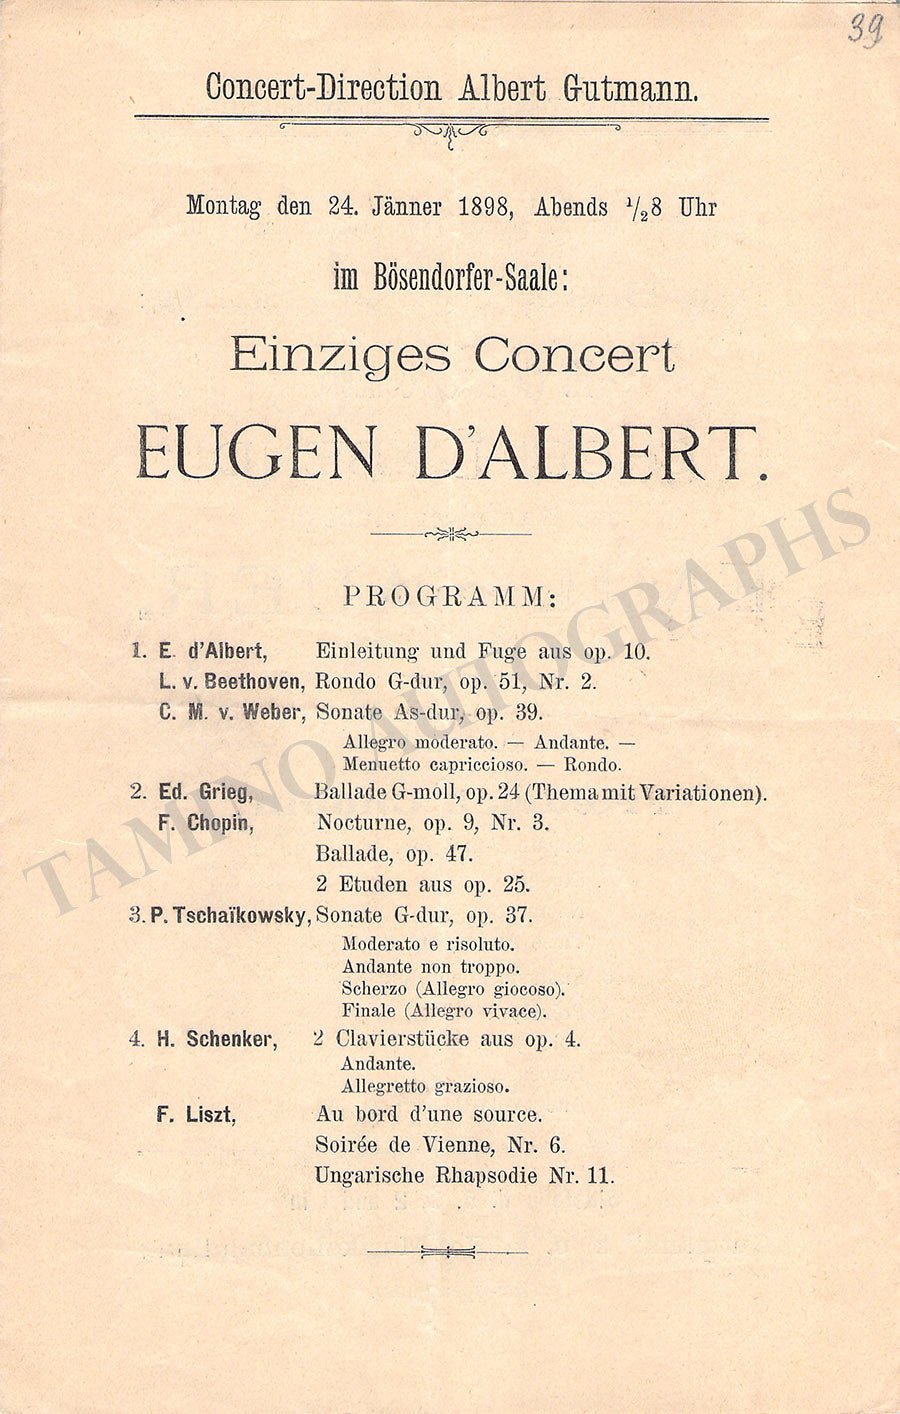 39
Concert-Direction Albert Gutmann.
Montag den 24. Jänner 1898, Abends 1/28 Uhr
im Bösendorfer-Saale:
Einziges Concert
EUGEN D'ALBERT.
PROGRAMM:
1. E. d'Albert, Einleitung und Fuge aus op. 10.
L. v. Beethoven, Rondo G-dur, op. 51, Nr. 2.
C. M. v. Weber, Sonate As-dur, op. 39.
Allegro moderato. — Andante. —
Menuetto capriccioso. — Rondo.
2. Ed. Grieg, Ballade G-moll, op. 24 (Thema mit Variationen).
F. Chopin, Nocturne, op. 9, Nr. 3.
Ballade, op. 47.
2 Etuden aus op. 25.
3. P. Tschaïkowsky, Sonate G-dur, op. 37.
Moderato e risoluto.
Andante non troppo.
Scherzo (Allegro giocoso).
Finale (Allegro vivace).
4. H. Schenker, 2 Clavierstücke aus op. 4.
Andante.
Allegretto grazioso.
F. Liszt, Au bord d'une source.
Soirée de Vienne, Nr. 6.
Ungarische Rhapsodie Nr. 11.
TAMINO AUTOGRAPHS